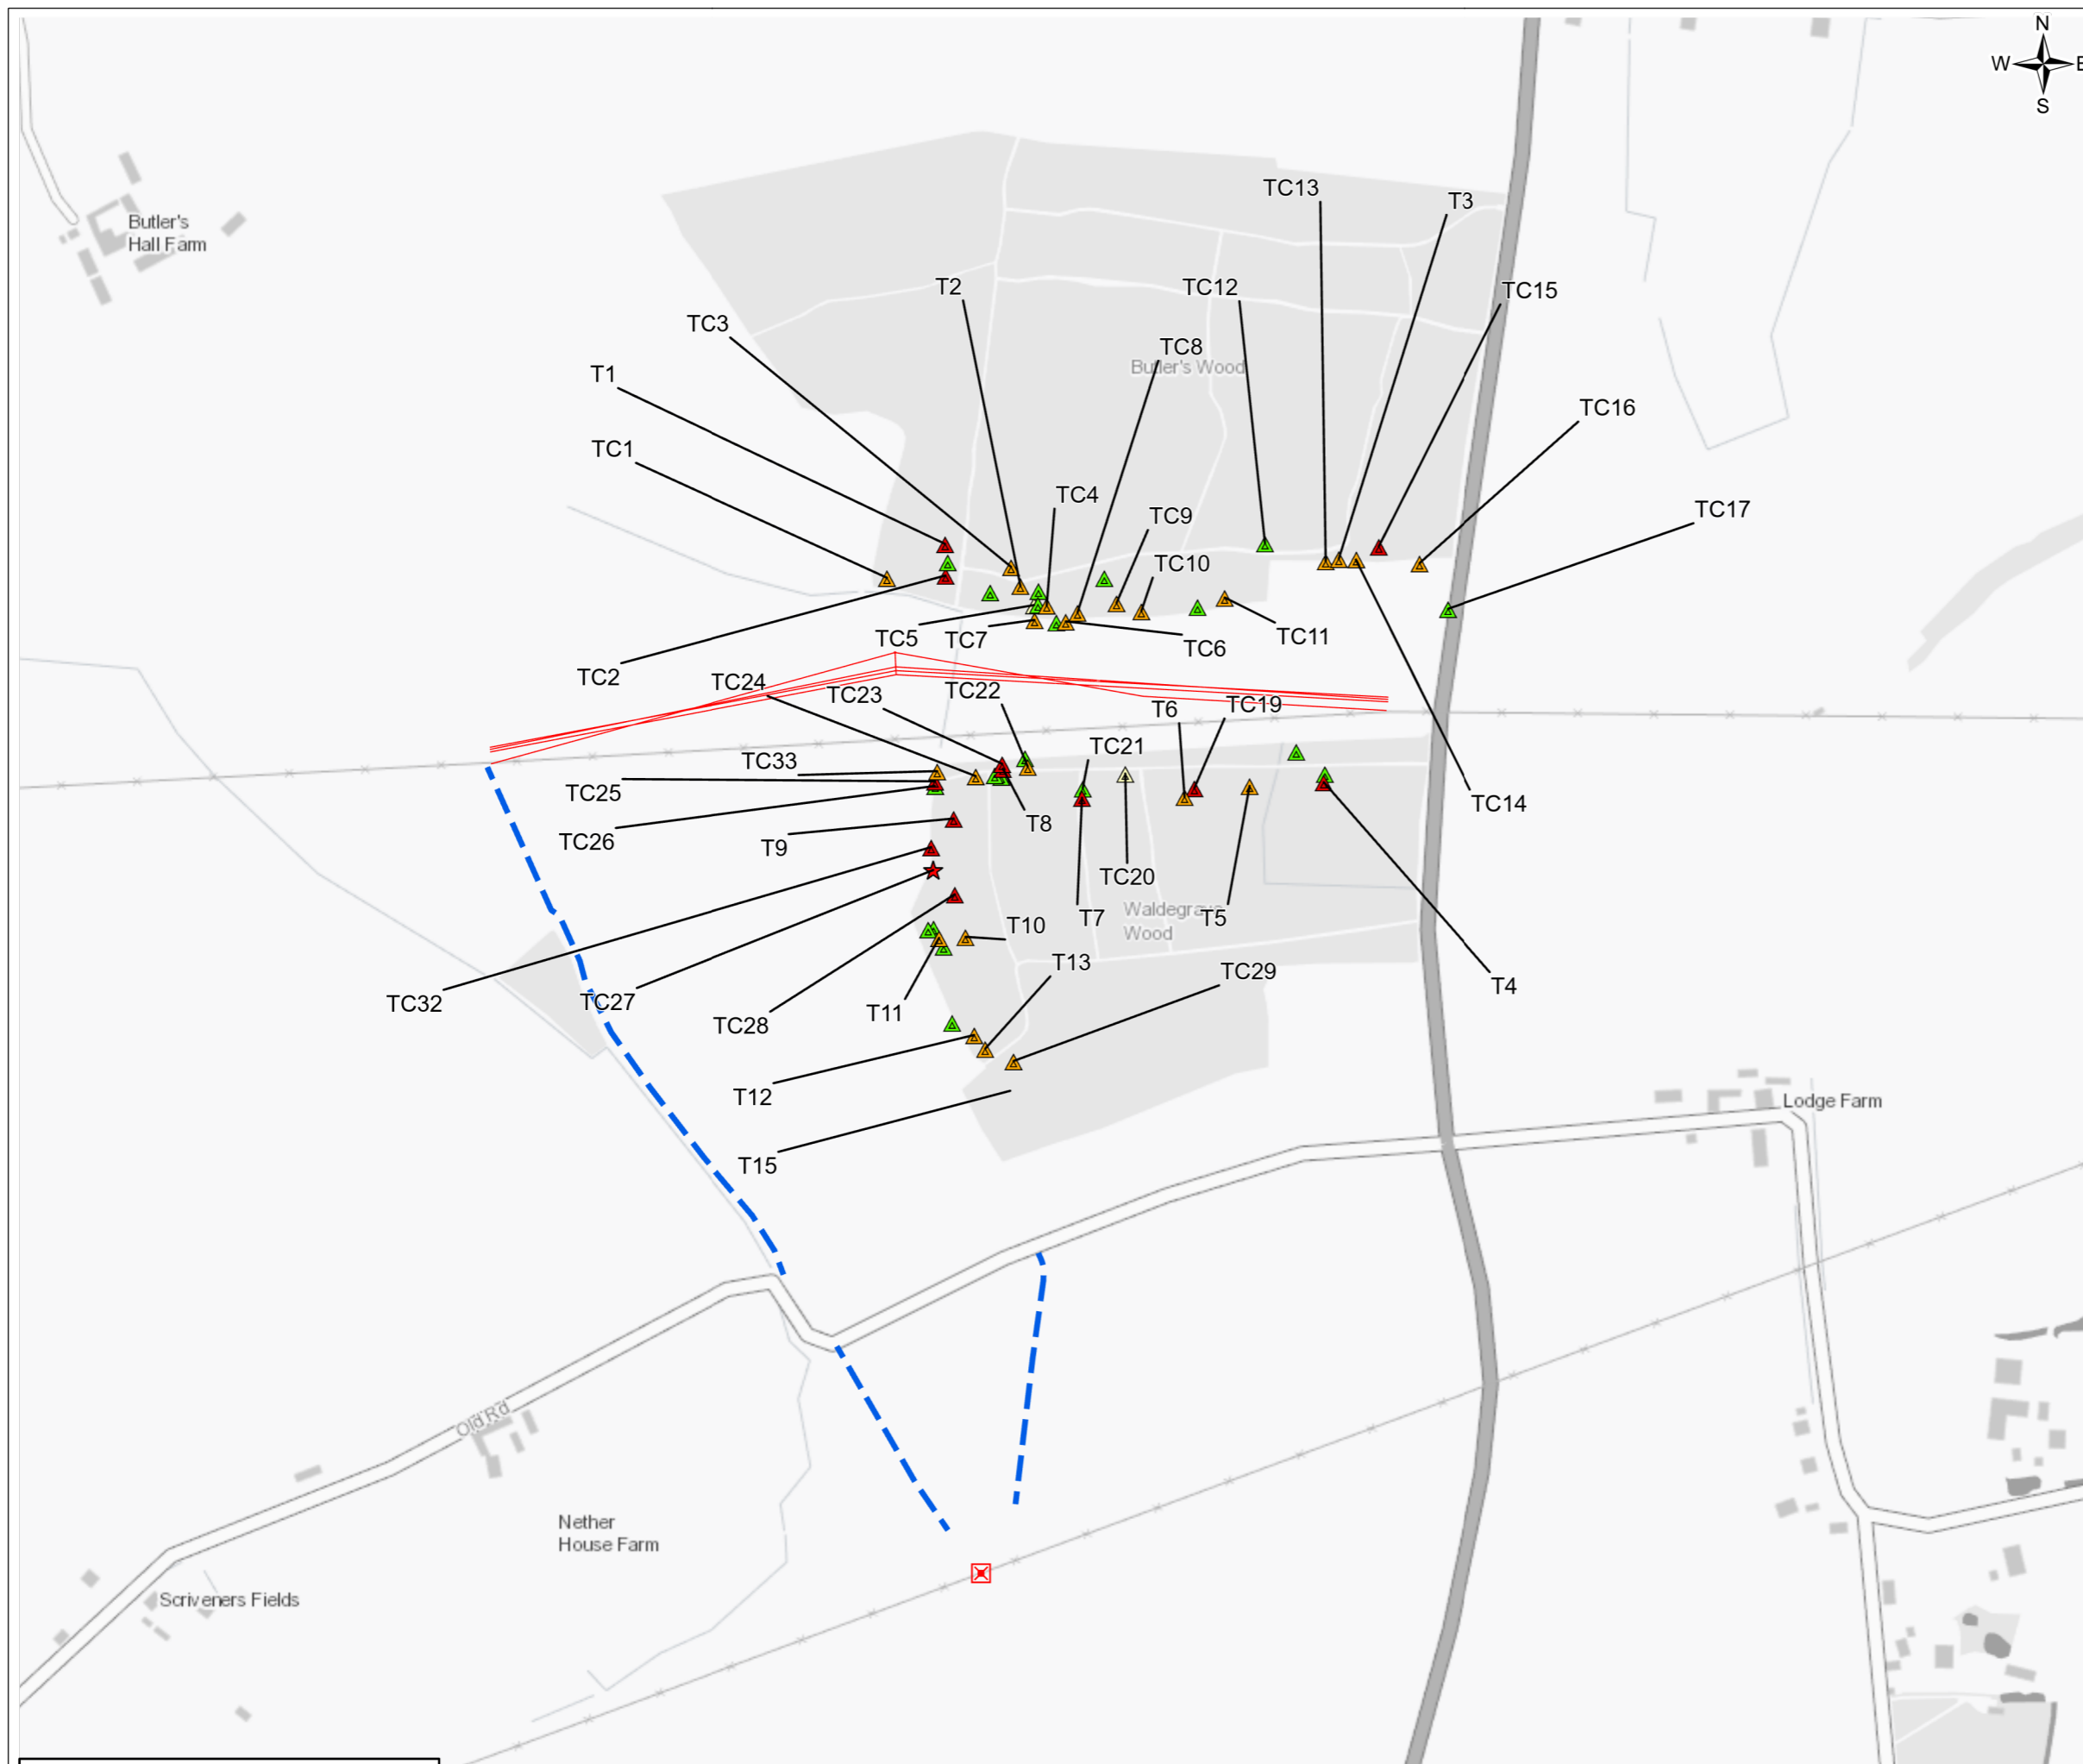 N
W
E
S
TC13
T3
Butler's
Hall Farm
T2
TC12
TC15
TC3
TC8
Butler's Wood
T1
TC16
TC1
TC4
TC9
TC17
TC10
TC5
TC7
TC11
TC6
TC2
TC24
TC23
TC22
T6
TC19
TC21
TC33
TC25
TC14
T8
TC26
T9
TC20
Waldegrave
Wood
T7
T5
T10
T13
TC29
T4
TC32
TC27
T11
TC28
T12
Lodge Farm
T15
Old Rd
Nether
House Farm
Scriveners Fields